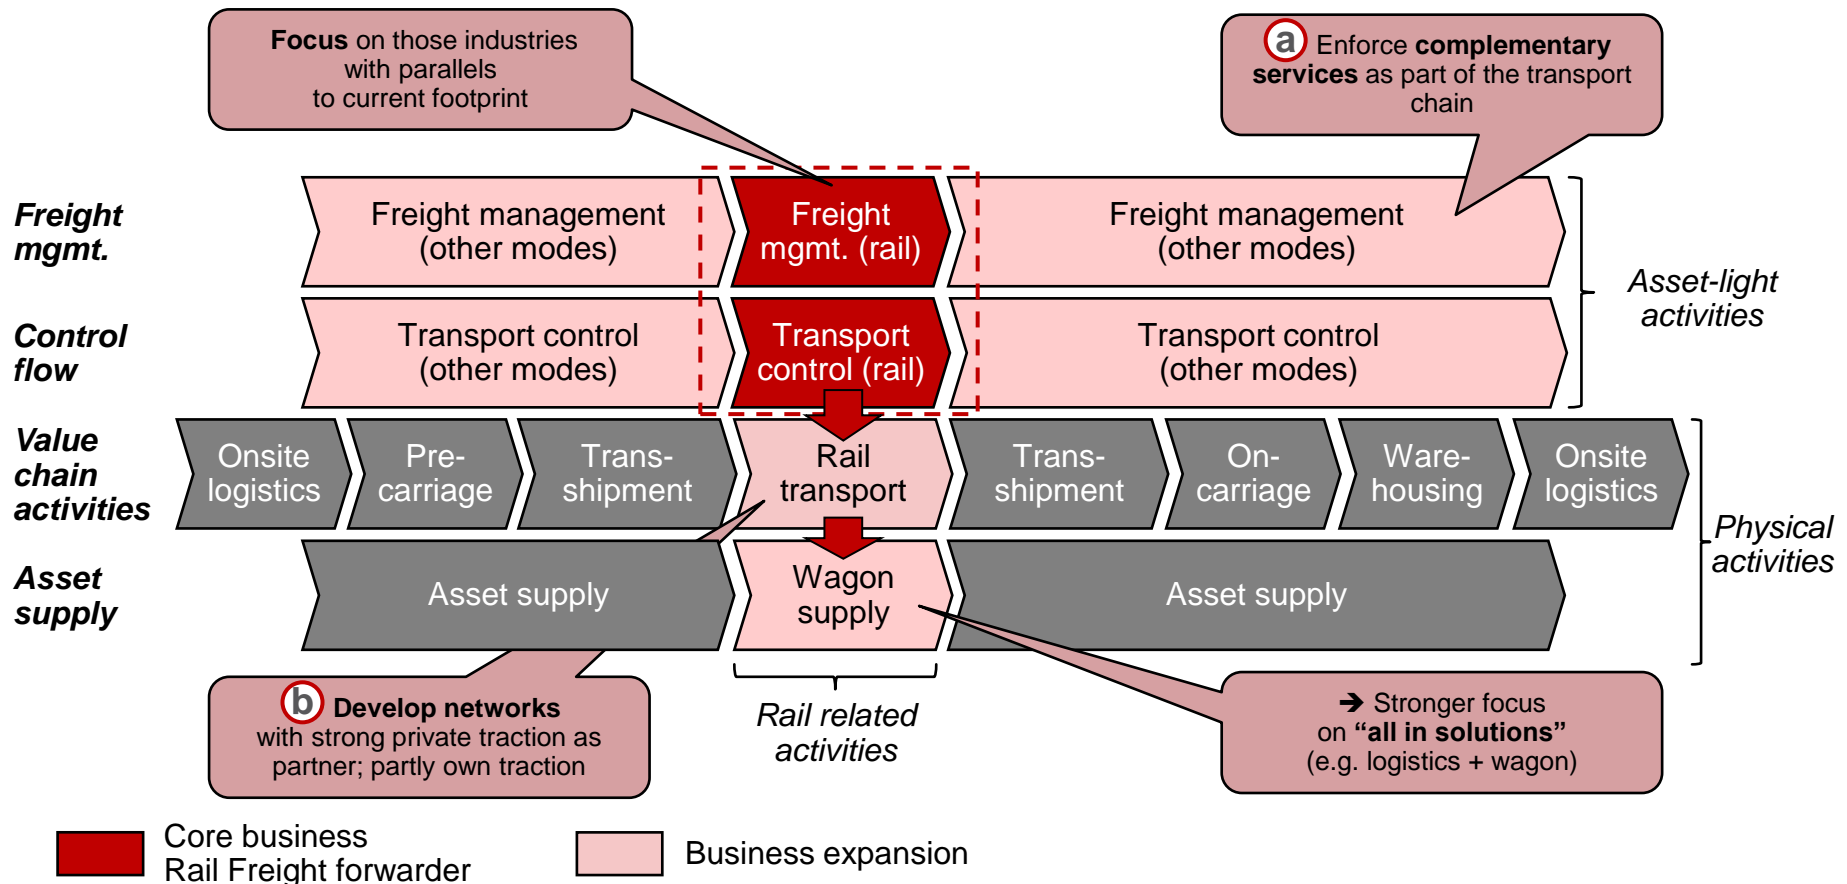 Focus on those industries
with parallels
to current footprint
a Enforce complementary
services as part of the transport
chain
Freight
mgmt.
Freight management
(other modes)
Freight
mgmt. (rail)
Freight management
(other modes)
Asset-light
activities
Control
flow
Transport control
(other modes)
Transport
control (rail)
Transport control
(other modes)
Value
chain
activities
Onsite
logistics
Pre-
carriage
Trans-
shipment
Rail
transport
Trans-
shipment
On-
carriage
Ware-
housing
Onsite
logistics
Physical
activities
Asset
supply
Asset supply
Wagon
supply
Asset supply
b Develop networks
with strong private traction as
partner; partly own traction
Rail related
activities
➔ Stronger focus
on “all in solutions”
(e.g. logistics + wagon)
Core business
Rail Freight forwarder
Business expansion